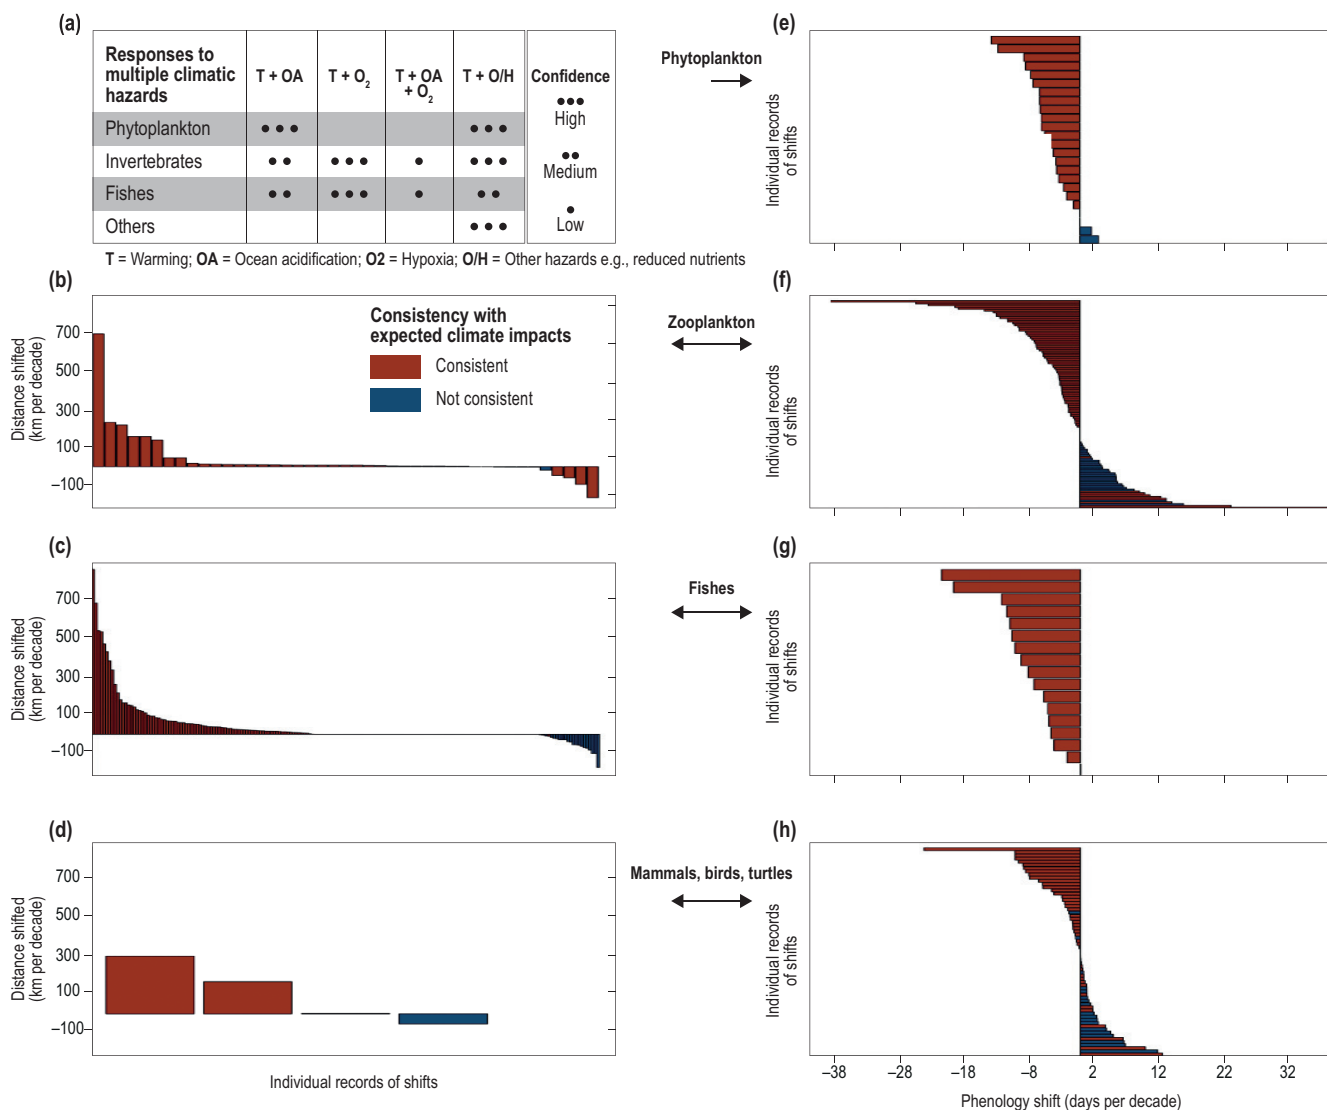 (a)
Responses to multiple climatic hazards | T + OA | T + O2 | T + OA + O2 | T + O/H | Confidence
Phytoplankton | ●●● | | | ●●●
Invertebrates | ●● | ●●● | ● | ●●●
Fishes | ●● | ●●● | ● | ●●
Others | | | | ●●●
●●●
High
●●
Medium
●
Low
T = Warming; OA = Ocean acidification; O2 = Hypoxia; O/H = Other hazards e.g., reduced nutrients
Phytoplankton
(e)
Individual records
of shifts
(b)
Distance shifted
(km per decade)
700
500
300
100
–100
Consistency with
expected climate impacts
Consistent
Not consistent
Zooplankton
(f)
Individual records
of shifts
(c)
Distance shifted
(km per decade)
700
500
300
100
–100
Fishes
(g)
Individual records
of shifts
(d)
Distance shifted
(km per decade)
700
500
300
100
–100
Individual records of shifts
Mammals, birds, turtles
(h)
Individual records
of shifts
–38 –28 –18 –8 2 12 22 32
Phenology shift (days per decade)